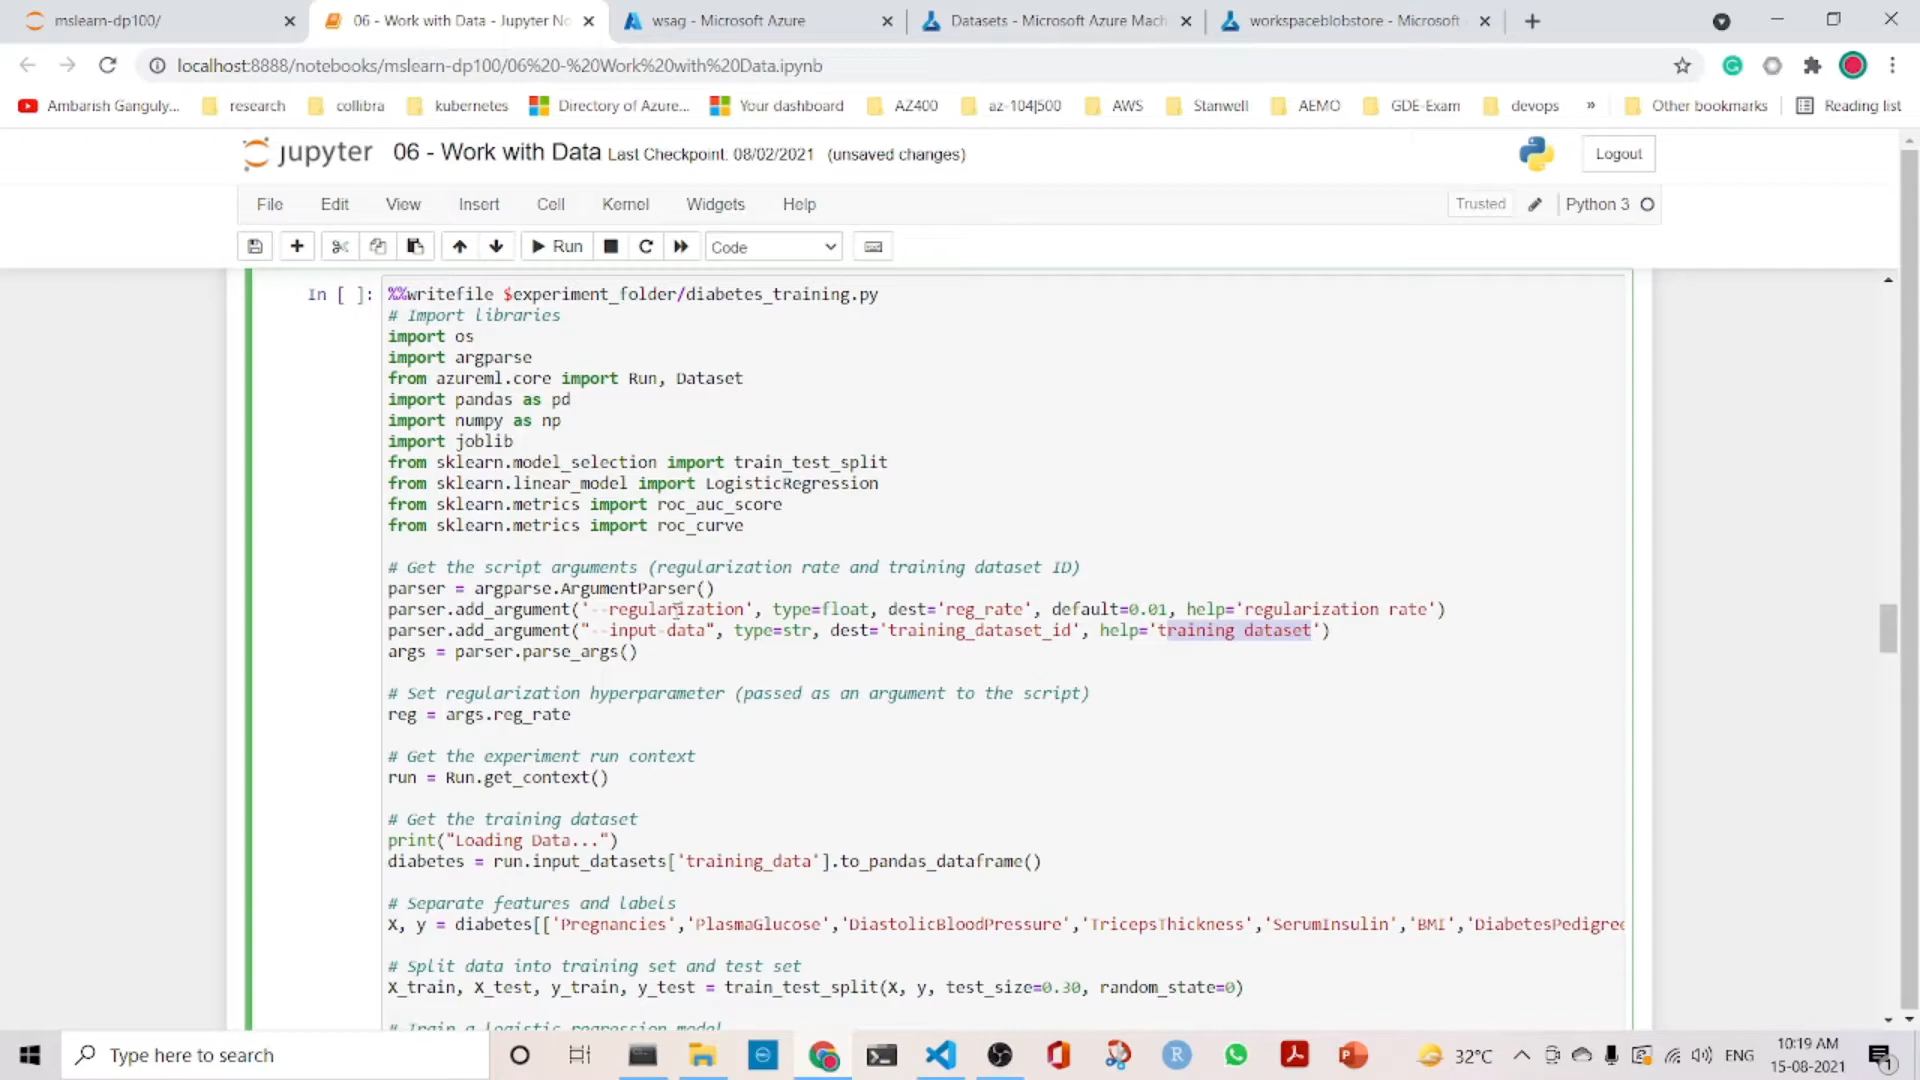 mslearn-dp100/
06 - Work with Data - Jupyter No
wsag - Microsoft Azure
Datasets - Microsoft Azure Mach
workspaceblobstore - Microsoft
localhost:8888/notebooks/mslearn-dp100/06%20-%20Work%20with%20Data.ipynb
Ambarish Ganguly... research collibra kubernetes Directory of Azure... Your dashboard AZ400 az-104|500 AWS Stanwell AEMO GDE-Exam devops » Other bookmarks Reading list
jupyter 06 - Work with Data Last Checkpoint: 08/02/2021 (unsaved changes)
Logout
File Edit View Insert Cell Kernel Widgets Help Trusted Python 3
Run Code
In [ ]: %%writefile $experiment_folder/diabetes_training.py
# Import libraries
import os
import argparse
from azureml.core import Run, Dataset
import pandas as pd
import numpy as np
import joblib
from sklearn.model_selection import train_test_split
from sklearn.linear_model import LogisticRegression
from sklearn.metrics import roc_auc_score
from sklearn.metrics import roc_curve
# Get the script arguments (regularization rate and training dataset ID)
parser = argparse.ArgumentParser()
parser.add_argument('--regularization', type=float, dest='reg_rate', default=0.01, help='regularization rate')
parser.add_argument("--input-data", type=str, dest='training_dataset_id', help='training dataset')
args = parser.parse_args()
# Set regularization hyperparameter (passed as an argument to the script)
reg = args.reg_rate
# Get the experiment run context
run = Run.get_context()
# Get the training dataset
print("Loading Data...")
diabetes = run.input_datasets['training_data'].to_pandas_dataframe()
# Separate features and labels
X, y = diabetes[['Pregnancies','PlasmaGlucose','DiastolicBloodPressure','TricepsThickness','SerumInsulin','BMI','DiabetesPedigree
# Split data into training set and test set
X_train, X_test, y_train, y_test = train_test_split(X, y, test_size=0.30, random_state=0)
# Train a logistic regression model
Type here to search
32°C
ENG
10:19 AM
15-08-2021
1